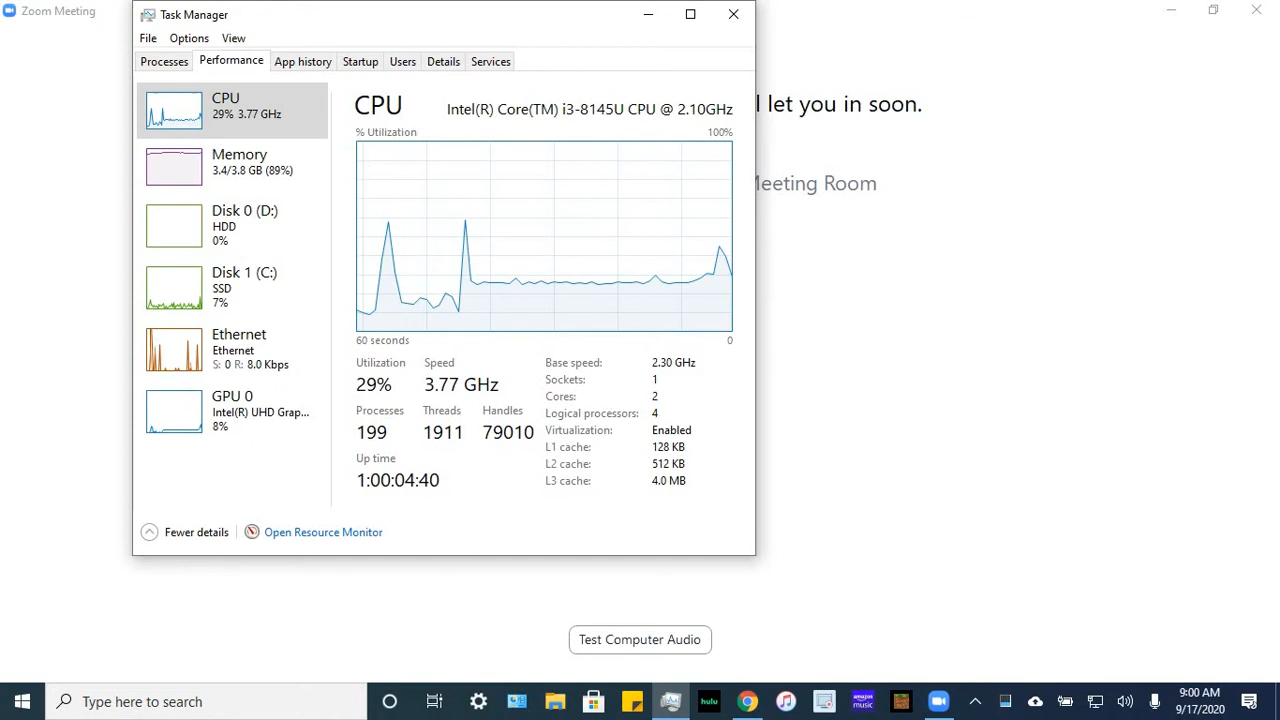 Zoom Meeting
Task Manager
File Options View
Processes Performance App history Startup Users Details Services
CPU
29% 3.77 GHz
Memory
3.4/3.8 GB (89%)
Disk 0 (D:)
HDD
0%
Disk 1 (C:)
SSD
7%
Ethernet
Ethernet
S: 0 R: 8.0 Kbps
GPU 0
Intel(R) UHD Grap...
8%
CPU Intel(R) Core(TM) i3-8145U CPU @ 2.10GHz
% Utilization 100%
60 seconds 0
Utilization Speed
29% 3.77 GHz
Processes Threads Handles
199 1911 79010
Up time
1:00:04:40
Base speed: 2.30 GHz
Sockets: 1
Cores: 2
Logical processors: 4
Virtualization: Enabled
L1 cache: 128 KB
L2 cache: 512 KB
L3 cache: 4.0 MB
Fewer details Open Resource Monitor
let you in soon.
Meeting Room
Test Computer Audio
Type here to search
hulu
amazon music
9:00 AM
9/17/2020